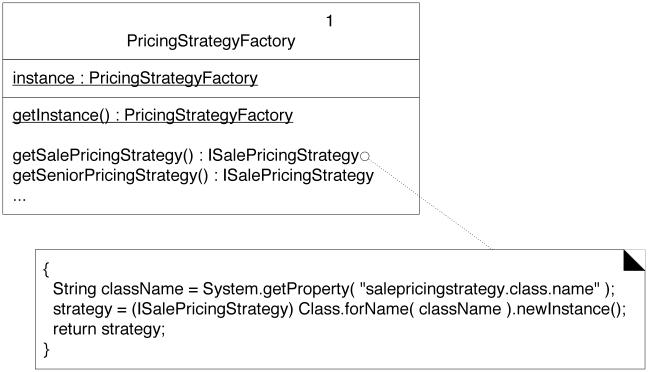 1
PricingStrategyFactory
instance : PricingStrategyFactory
getInstance() : PricingStrategyFactory
getSalePricingStrategy() : ISalePricingStrategy
getSeniorPricingStrategy() : ISalePricingStrategy
...
{
String className = System.getProperty( "salepricingstrategy.class.name" );
strategy = (ISalePricingStrategy) Class.forName( className ).newInstance();
return strategy;
}